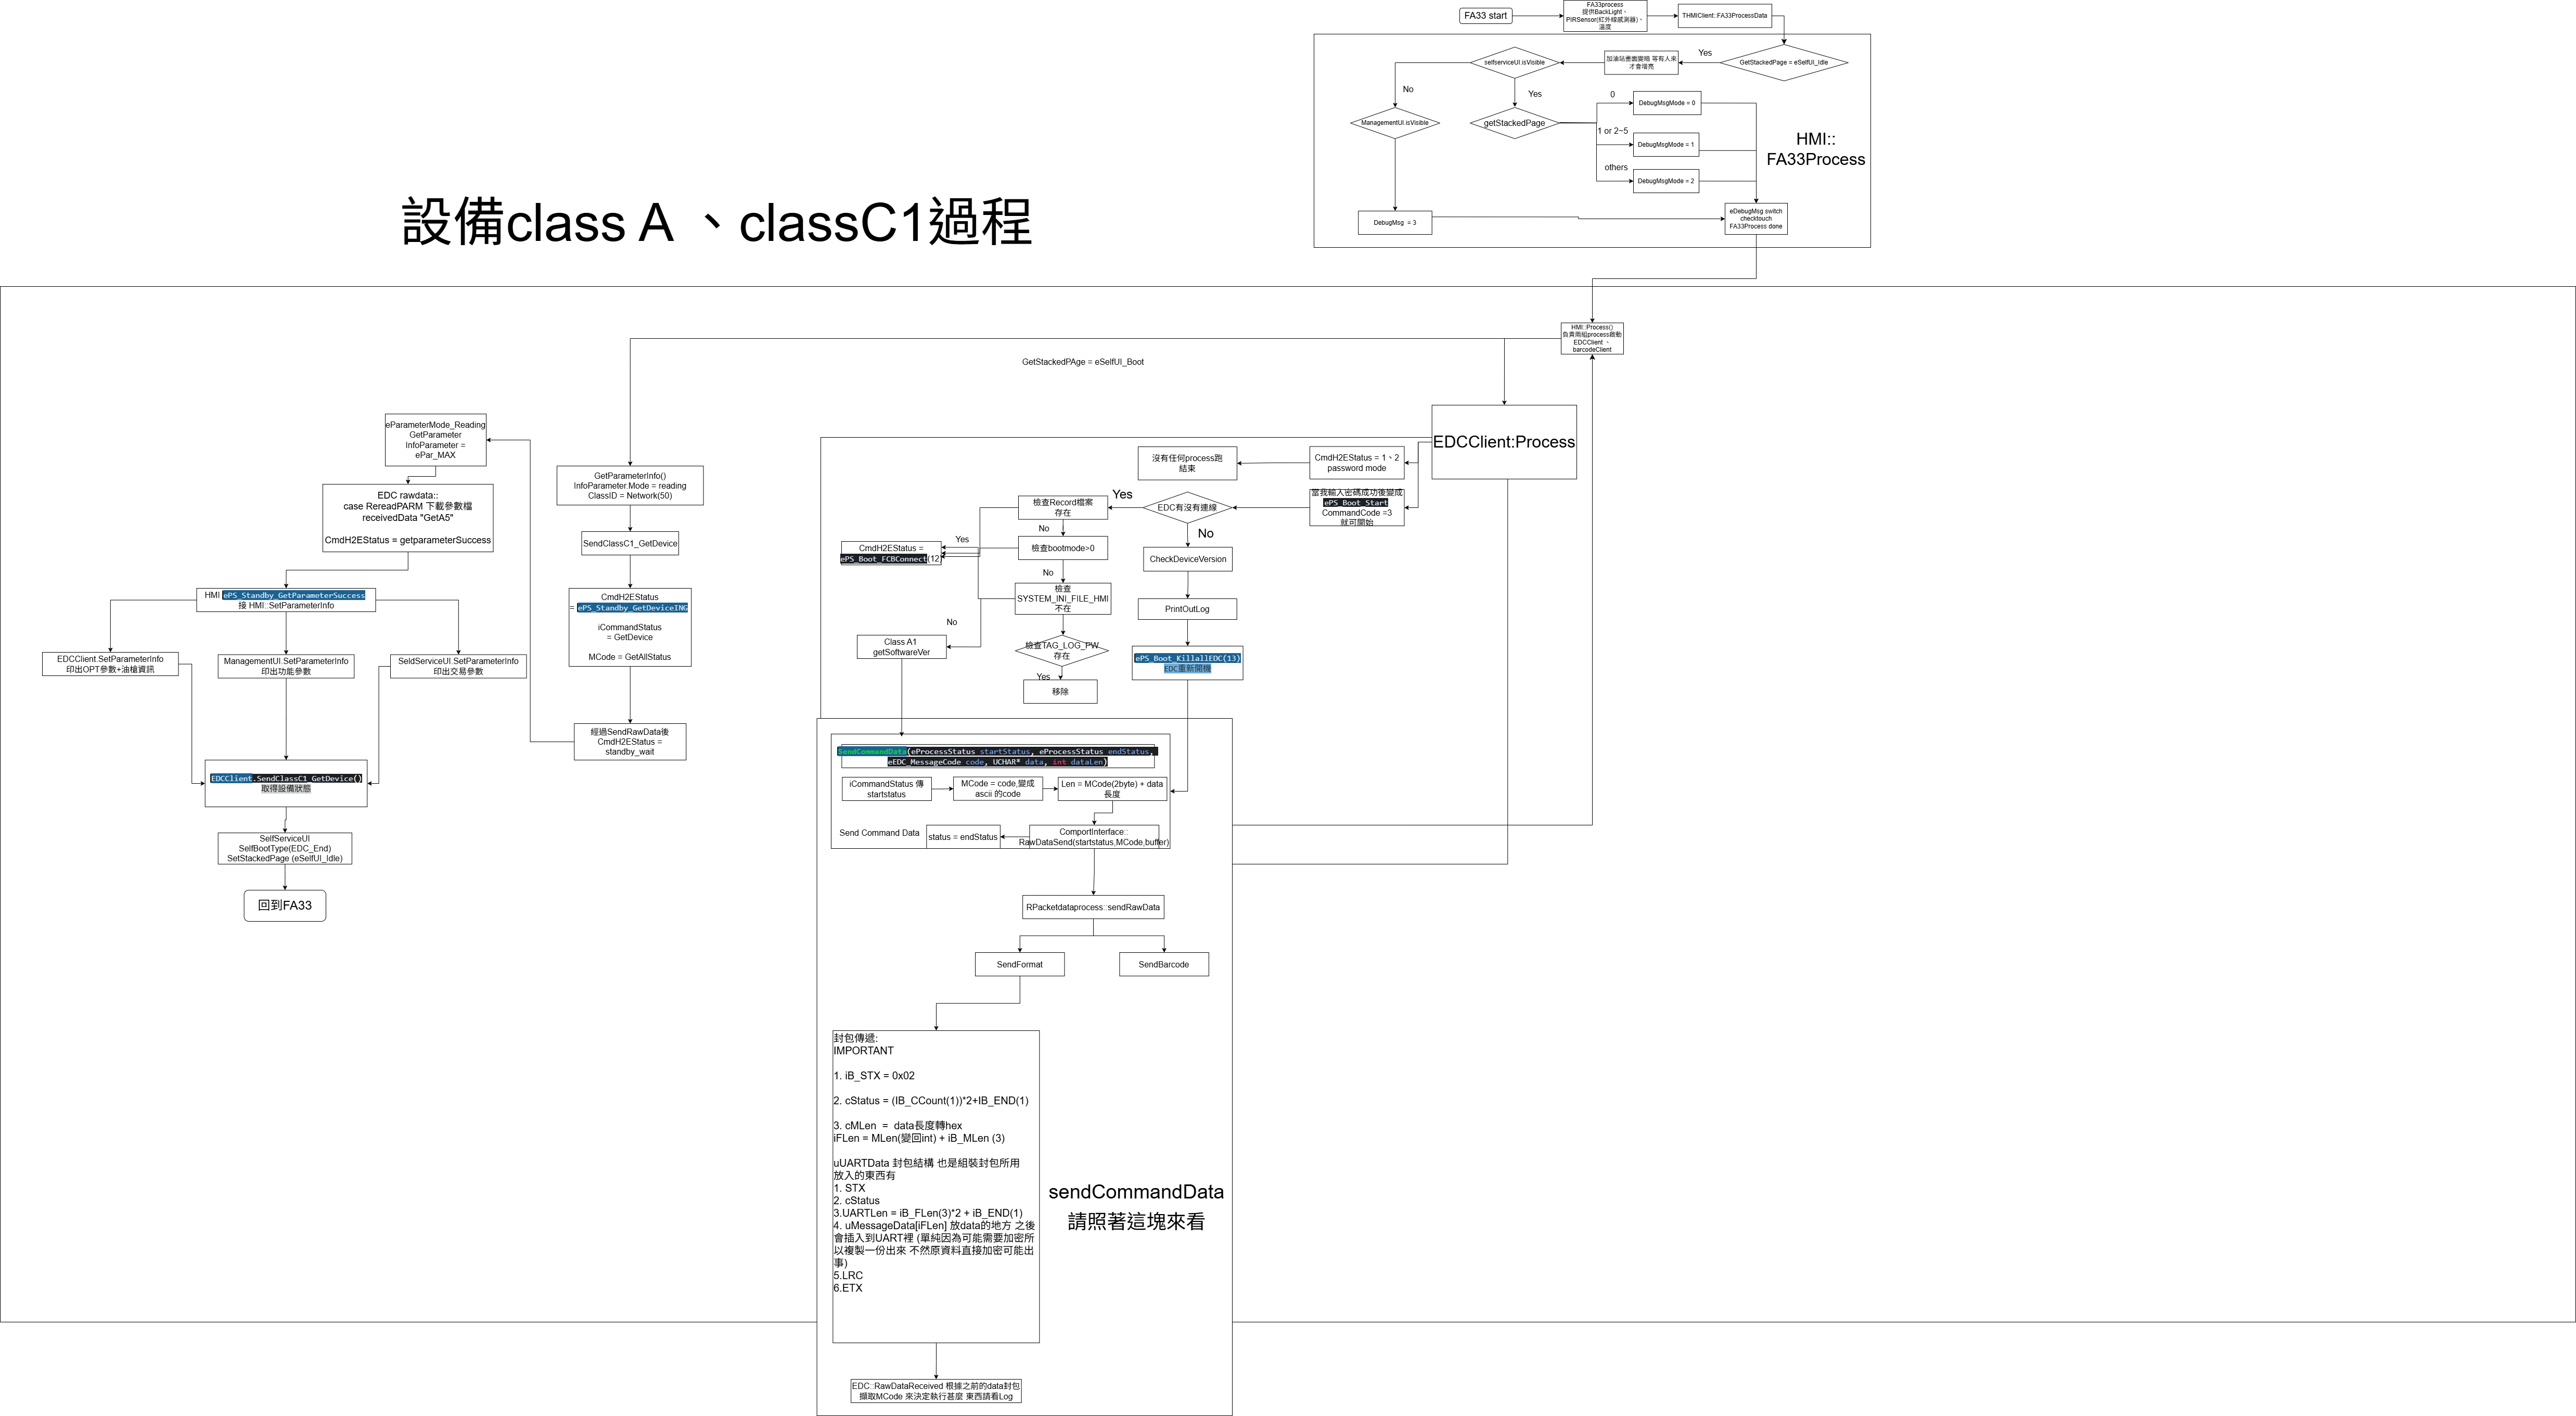 FA33 start
FA33process
提供BackLight、
PIRSensor(紅外線感測器)、
溫度
THMIClient:: FA33ProcessData
GetStackedPage = eSelfUI_Idle
Yes
加油站畫面變暗 等有人來
才會增亮
selfserviceUI.isVisible
No
Yes
ManagementUI.isVisible
getStackedPage
0
1 or 2~5
others
DebugMsgMode = 0
DebugMsgMode = 1
DebugMsgMode = 2
HMI::
FA33Process
DebugMsg = 3
eDebugMsg switch
checktouch
FA33Process done
設備class A 、classC1過程
HMI::Process()
負責兩組process啟動
EDCClient 、
barcodeClient
GetStackedPAge = eSelfUI_Boot
EDCClient:Process
CmdH2EStatus = 1、2
password mode
沒有任何process跑
結束
當我輸入密碼成功後變成
ePS_Boot_Start
CommandCode =3
就可開始
EDC有沒有連線
Yes
No
檢查Record檔案
存在
No
檢查bootmode>0
No
檢查
SYSTEM_INI_FILE_HMI
不在
檢查TAG_LOG_PW
存在
Yes
移除
Yes
CmdH2EStatus =
ePS_Boot_FCBConnect(12)
No
Class A1
getSoftwareVer
CheckDeviceVersion
PrintOutLog
ePS_Boot_KillallEDC(13)
EDC重新開機
eParameterMode_Reading
GetParameter
InfoParameter =
ePar_MAX
EDC rawdata::
case RereadPARM 下載參數檔
receivedData "GetA5"
CmdH2EStatus = getparameterSuccess
HMI ePS_Standby_GetParameterSuccess
接 HMI::SetParameterInfo
EDCClient.SetParameterInfo
印出OPT參數+油槍資訊
ManagementUI.SetParameterInfo
印出功能參數
SeldServiceUI.SetParameterInfo
印出交易參數
EDCClient.SendClassC1_GetDevice()
取得設備狀態
SelfServiceUI
SelfBootType(EDC_End)
SetStackedPage (eSelfUI_Idle)
回到FA33
GetParameterInfo()
InfoParameter.Mode = reading
ClassID = Network(50)
SendClassC1_GetDevice
CmdH2EStatus
= ePS_Standby_GetDeviceING
iCommandStatus
= GetDevice
MCode = GetAllStatus
經過SendRawData後
CmdH2EStatus =
standby_wait
SendCommandData(eProcessStatus startStatus, eProcessStatus endStatus,
eEDC_MessageCode code, UCHAR* data, int dataLen)
iCommandStatus 傳
startstatus
MCode = code,變成
ascii 的code
Len = MCode(2byte) + data
長度
Send Command Data
status = endStatus
ComportInterface::
RawDataSend(startstatus,MCode,buffer)
RPacketdataprocess::sendRawData
SendFormat
SendBarcode
封包傳遞:
IMPORTANT
1. iB_STX = 0x02
2. cStatus = (IB_CCount(1))*2+IB_END(1)
3. cMLen = data長度轉hex
iFLen = MLen(變回int) + iB_MLen (3)
uUARTData 封包結構 也是組裝封包所用
放入的東西有
1. STX
2. cStatus
3.UARTLen = iB_FLen(3)*2 + iB_END(1)
4. uMessageData[iFLen] 放data的地方 之後
會插入到UART裡 (單純因為可能需要加密所
以複製一份出來 不然原資料直接加密可能出
事)
5.LRC
6.ETX
sendCommandData
請照著這塊來看
EDC::RawDataReceived 根據之前的data封包
擷取MCode 來決定執行甚麼 東西請看Log